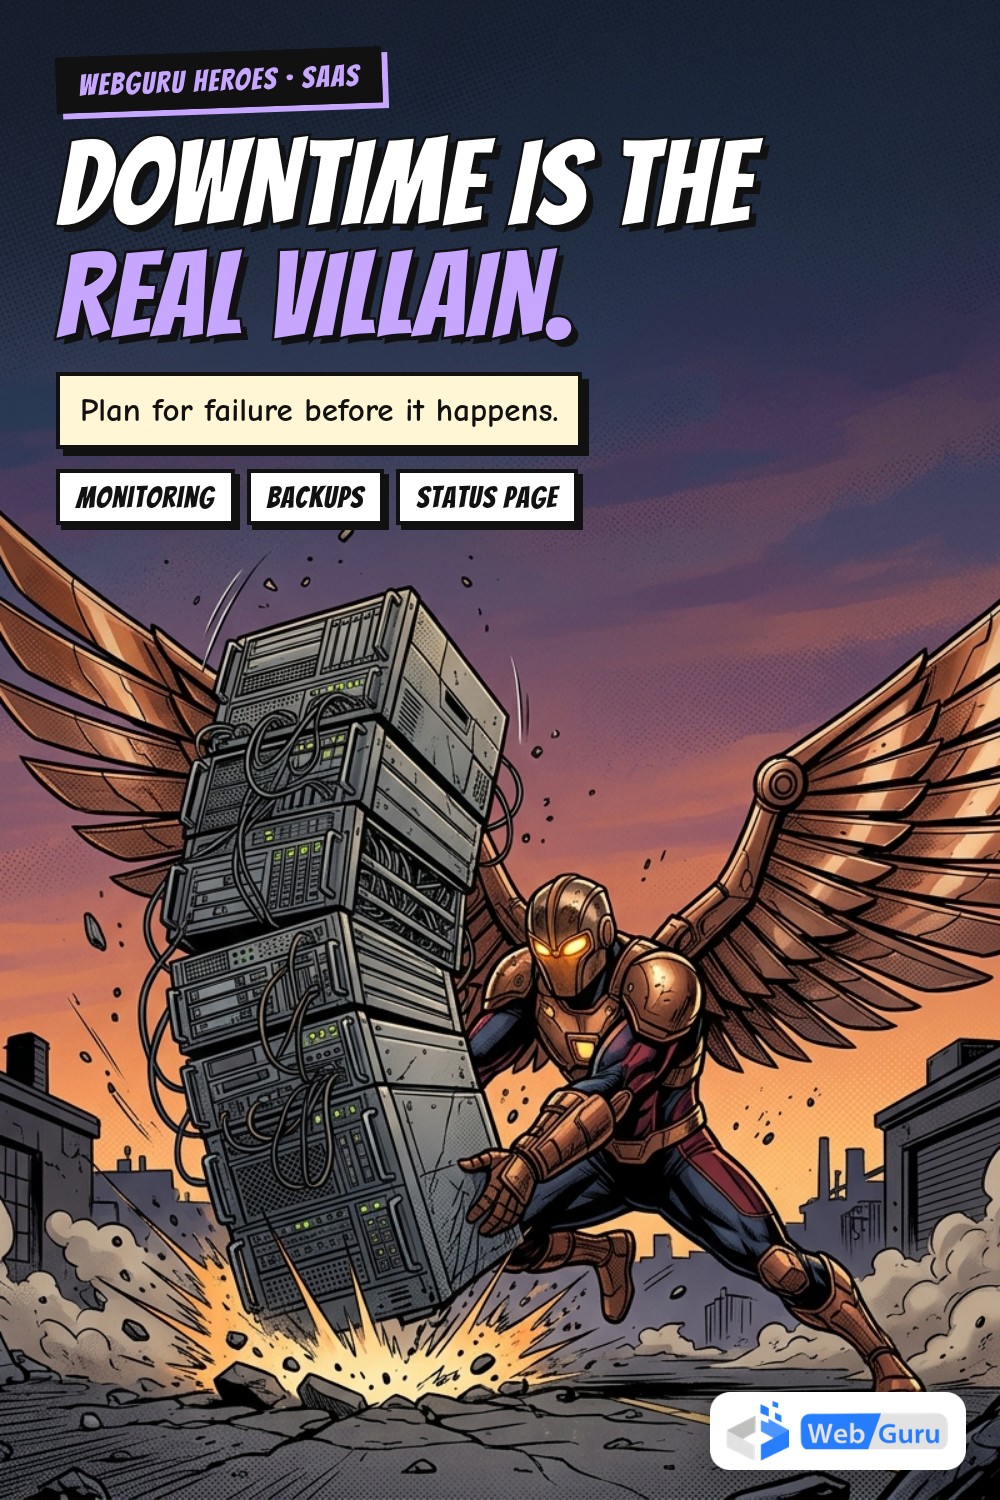 WEBGURU HEROES · SAAS
DOWNTIME IS THE
REAL VILLAIN.
Plan for failure before it happens.
MONITORING BACKUPS STATUS PAGE
Web Guru